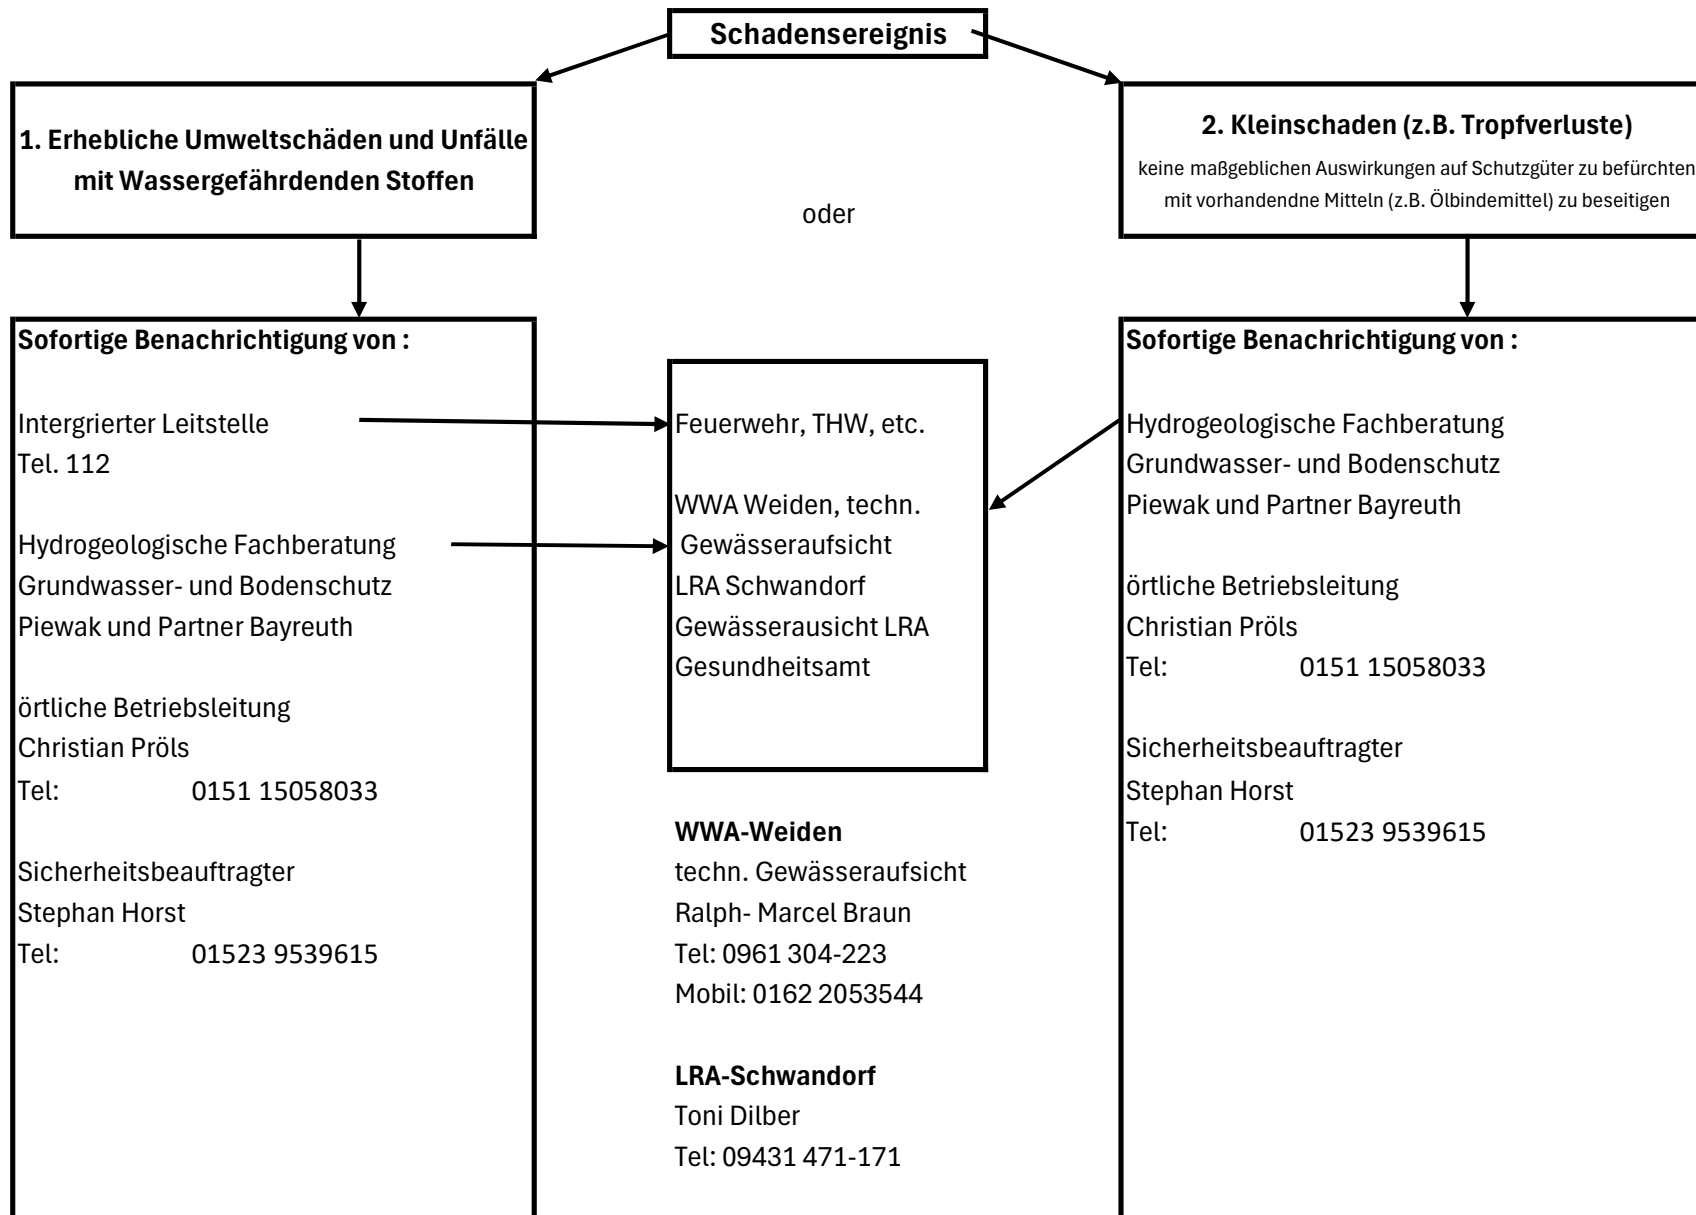 Schadensereignis
1. Erhebliche Umweltschäden und Unfälle
mit Wassergefährdenden Stoffen
oder
2. Kleinschaden (z.B. Tropfverluste)
keine maßgeblichen Auswirkungen auf Schutzgüter zu befürchten
mit vorhandendne Mitteln (z.B. Ölbindemittel) zu beseitigen
Sofortige Benachrichtigung von :
Intergrierter Leitstelle
Tel. 112
Hydrogeologische Fachberatung
Grundwasser- und Bodenschutz
Piewak und Partner Bayreuth
örtliche Betriebsleitung
Christian Pröls
Tel: 0151 15058033
Sicherheitsbeauftragter
Stephan Horst
Tel: 01523 9539615
Feuerwehr, THW, etc.
WWA Weiden, techn.
Gewässeraufsicht
LRA Schwandorf
Gewässerausicht LRA
Gesundheitsamt
WWA-Weiden
techn. Gewässeraufsicht
Ralph- Marcel Braun
Tel: 0961 304-223
Mobil: 0162 2053544
LRA-Schwandorf
Toni Dilber
Tel: 09431 471-171
Sofortige Benachrichtigung von :
Hydrogeologische Fachberatung
Grundwasser- und Bodenschutz
Piewak und Partner Bayreuth
örtliche Betriebsleitung
Christian Pröls
Tel: 0151 15058033
Sicherheitsbeauftragter
Stephan Horst
Tel: 01523 9539615